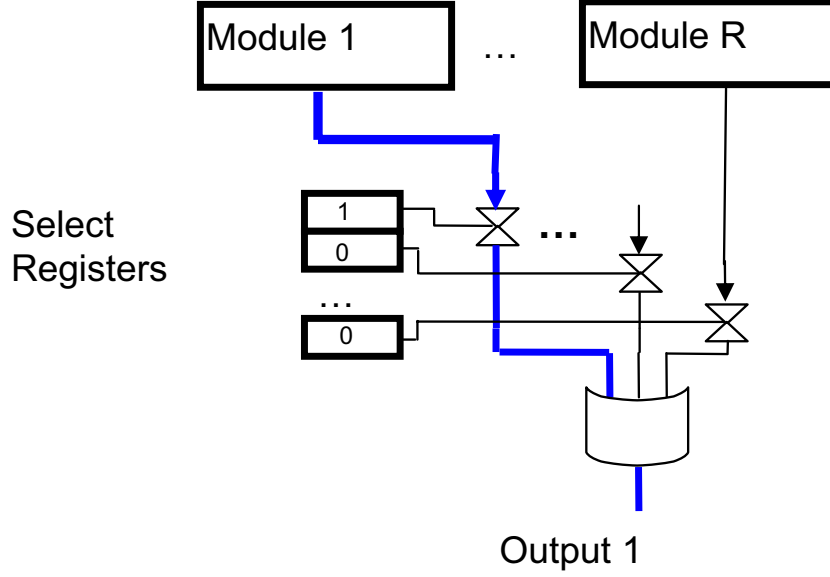 Module 1
...
Module R
Select
Registers
1
0
...
0
...
Output 1